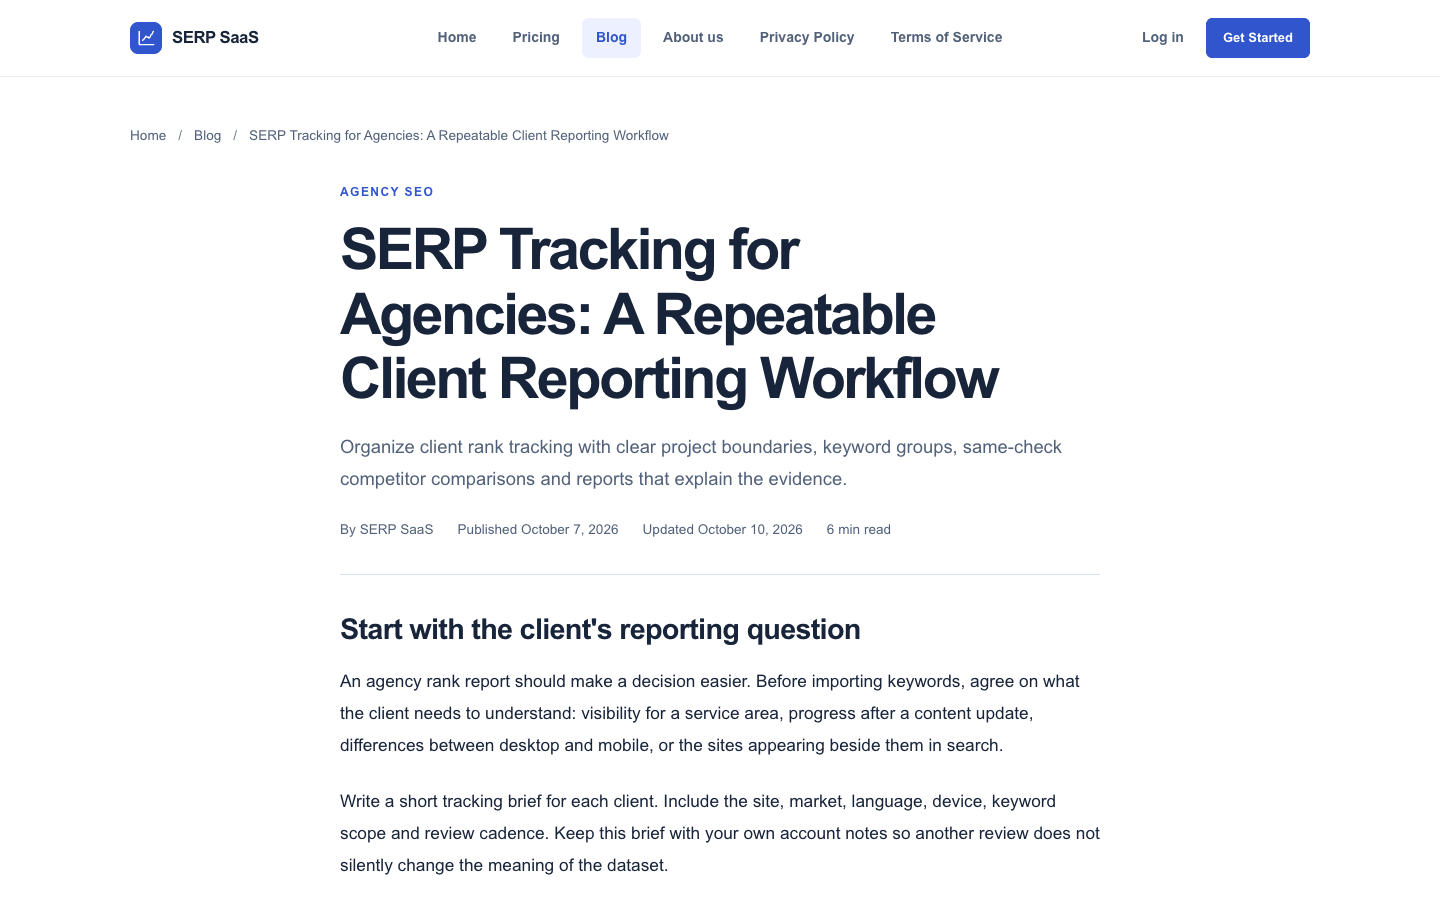 SERP SaaS
Home
Pricing
Blog
About us
Privacy Policy
Terms of Service
Log in
Get Started
Home / Blog / SERP Tracking for Agencies: A Repeatable Client Reporting Workflow
AGENCY SEO
SERP Tracking for
Agencies: A Repeatable
Client Reporting Workflow
Organize client rank tracking with clear project boundaries, keyword groups, same-check
competitor comparisons and reports that explain the evidence.
By SERP SaaS
Published October 7, 2026
Updated October 10, 2026
6 min read
Start with the client's reporting question
An agency rank report should make a decision easier. Before importing keywords, agree on what
the client needs to understand: visibility for a service area, progress after a content update,
differences between desktop and mobile, or the sites appearing beside them in search.
Write a short tracking brief for each client. Include the site, market, language, device, keyword
scope and review cadence. Keep this brief with your own account notes so another review does not
silently change the meaning of the dataset.